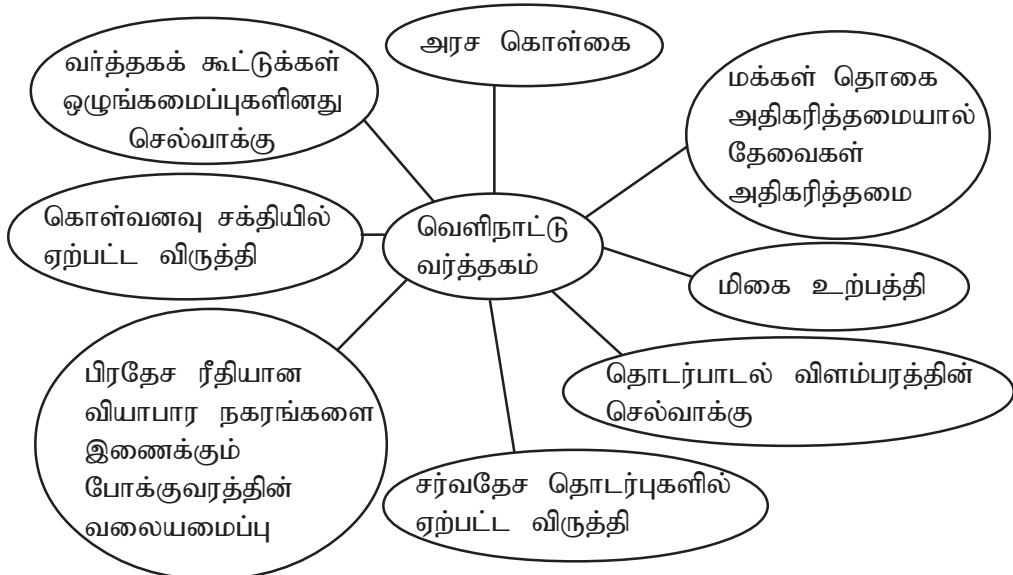 அரச கொள்கை
வர்த்தகக் கூட்டுக்கள்
ஒழுங்கமைப்புகளினது
செல்வாக்கு
மக்கள் தொகை
அதிகரித்தமையால்
தேவைகள்
அதிகரித்தமை
கொள்வனவு சக்தியில்
ஏற்பட்ட விருத்தி
வெளிநாட்டு
வர்த்தகம்
மிகை உற்பத்தி
பிரதேச ரீதியான
வியாபார நகரங்களை
இணைக்கும்
போக்குவரத்தின்
வலையமைப்பு
தொடர்பாடல் விளம்பரத்தின்
செல்வாக்கு
சர்வதேச தொடர்புகளில்
ஏற்பட்ட விருத்தி